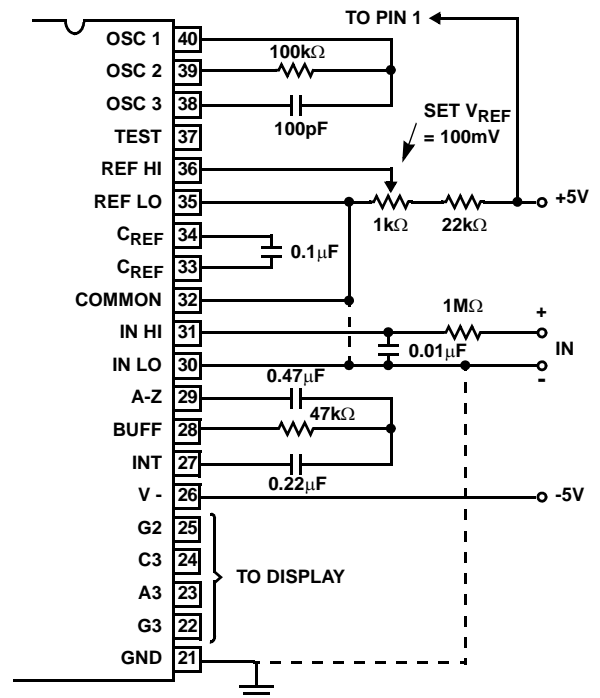 TO PIN 1
OSC 1 40
100kΩ
OSC 2 39
OSC 3 38
100pF
SET VREF
= 100mV
TEST 37
REF HI 36
REF LO 35
+5V
1kΩ 22kΩ
CREF 34
0.1μF
CREF 33
COMMON 32
1MΩ
+
IN HI 31
0.01μF
IN
IN LO 30
-
0.47μF
A-Z 29
47kΩ
BUFF 28
INT 27
0.22μF
V - 26
-5V
G2 25
C3 24
TO DISPLAY
A3 23
G3 22
GND 21